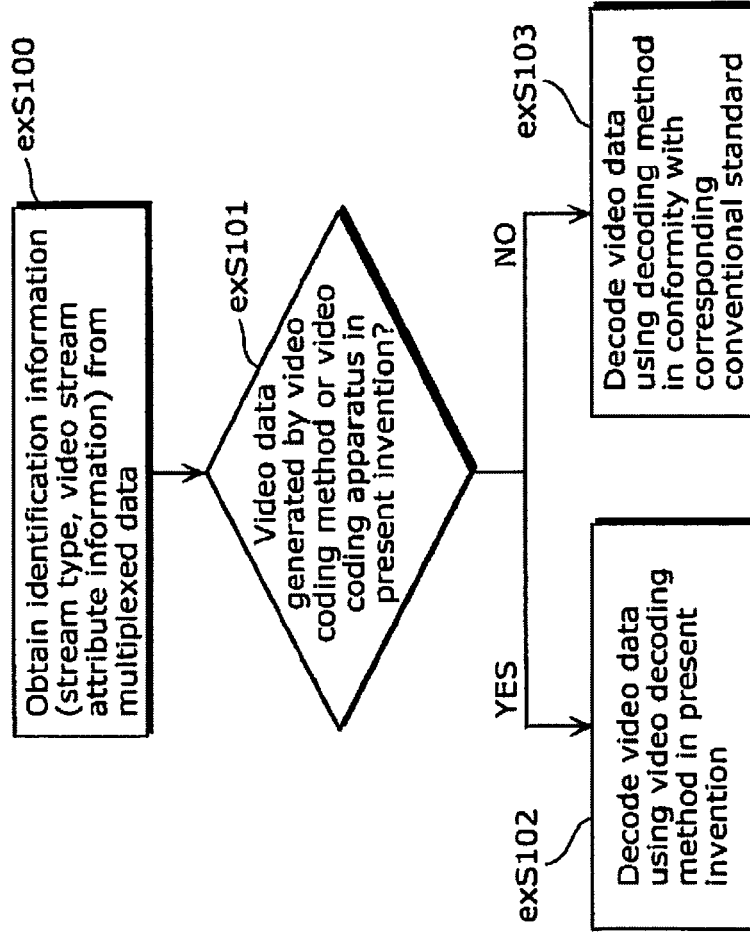 exS100
Obtain identification information
(stream type, video stream
attribute information) from
multiplexed data
exS101
Video data
generated by video
coding method or video
coding apparatus in
present invention?
YES
NO
exS102
Decode video data
using video decoding
method in present
invention
exS103
Decode video data
using decoding method
in conformity with
corresponding
conventional standard